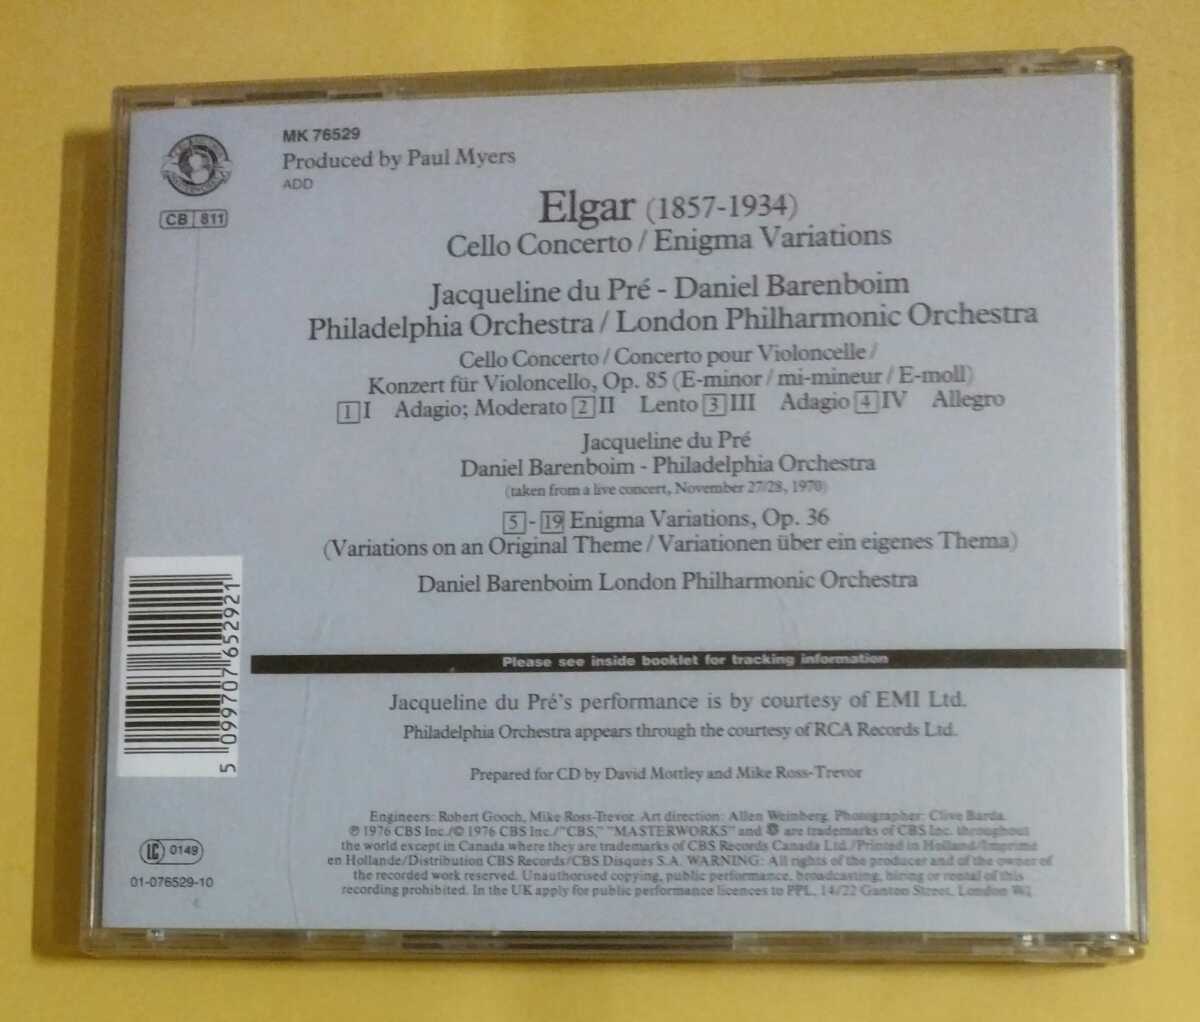 MK 76529
Produced by Paul Myers
ADD
CB 811
Elgar (1857-1934)
Cello Concerto / Enigma Variations
Jacqueline du Pré - Daniel Barenboim
Philadelphia Orchestra / London Philharmonic Orchestra
Cello Concerto / Concerto pour Violoncelle /
Konzert für Violoncello, Op. 85 (E-minor / mi-mineur / E-moll)
1 I Adagio; Moderato 2 II Lento 3 III Adagio 4 IV Allegro
Jacqueline du Pré
Daniel Barenboim - Philadelphia Orchestra
(taken from a live concert, November 27/28, 1970)
5 - 19 Enigma Variations, Op. 36
(Variations on an Original Theme / Variationen über ein eigenes Thema)
Daniel Barenboim London Philharmonic Orchestra
5 099707 652921
Please see inside booklet for tracking information
Jacqueline du Pré's performance is by courtesy of EMI Ltd.
Philadelphia Orchestra appears through the courtesy of RCA Records Ltd.
Prepared for CD by David Mottley and Mike Ross-Trevor
Engineers: Robert Gooch, Mike Ross-Trevor. Art direction: Allen Weinberg. Photographer: Clive Barda.
℗ 1976 CBS Inc./© 1976 CBS Inc./"CBS," "MASTERWORKS" and are trademarks of CBS Inc. throughout
the world except in Canada where they are trademarks of CBS Records Canada Ltd./Printed in Holland/Imprimé
en Hollande/Distribution CBS Records/CBS Disques S.A. WARNING: All rights of the producer and of the owner of
the recorded work reserved. Unauthorised copying, public performance, broadcasting, hiring or rental of this
recording prohibited. In the UK apply for public performance licences to PPL, 14/22 Ganton Street, London W1
LC 0149
01-076529-10